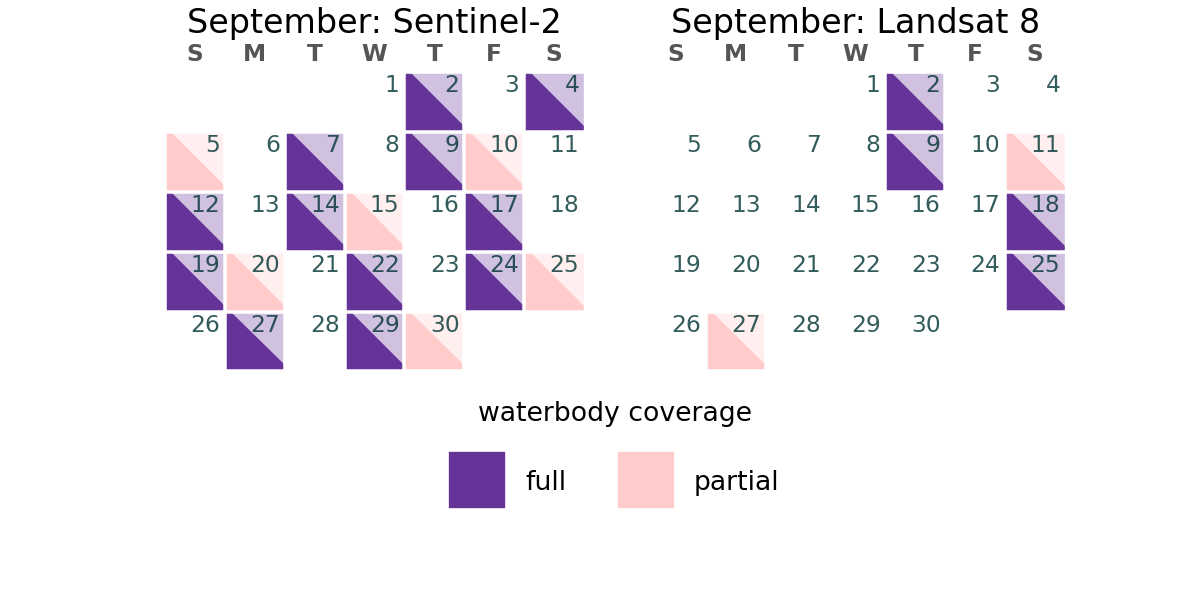 September: Sentinel-2
S M T W T F S
1 2 3 4
5 6 7 8 9 10 11
12 13 14 15 16 17 18
19 20 21 22 23 24 25
26 27 28 29 30
September: Landsat 8
S M T W T F S
1 2 3 4
5 6 7 8 9 10 11
12 13 14 15 16 17 18
19 20 21 22 23 24 25
26 27 28 29 30
waterbody coverage
full partial